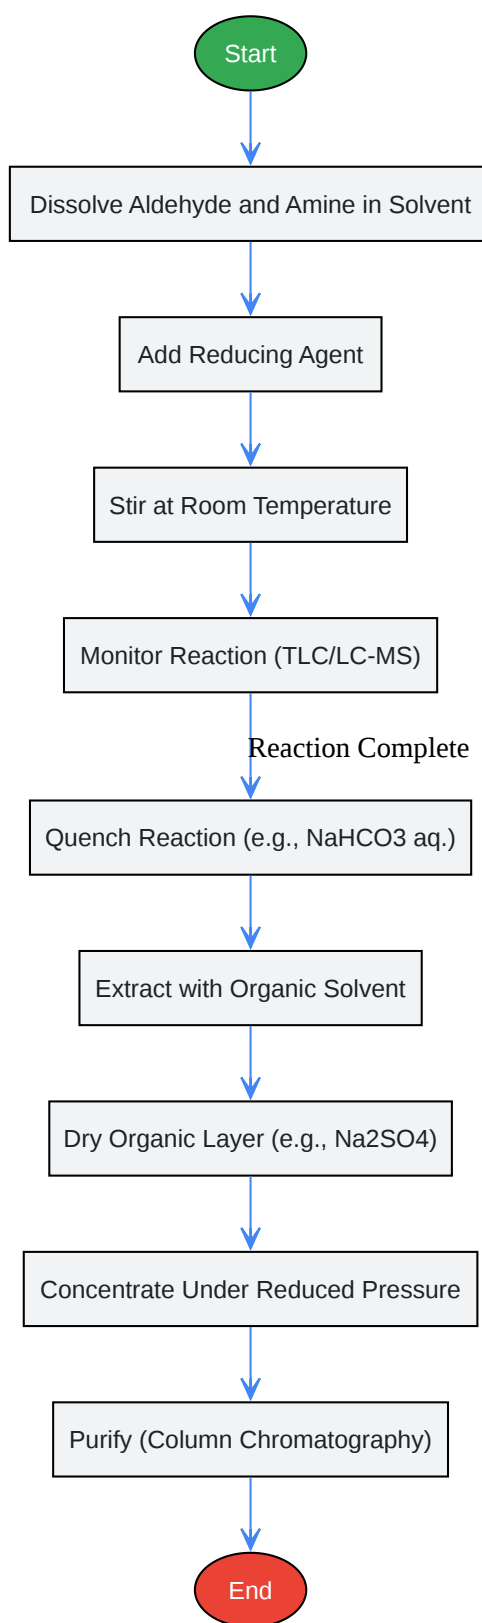 Start
Dissolve Aldehyde and Amine in Solvent
Add Reducing Agent
Stir at Room Temperature
Monitor Reaction (TLC/LC-MS)
Reaction Complete
Quench Reaction (e.g., NaHCO3 aq.)
Extract with Organic Solvent
Dry Organic Layer (e.g., Na2SO4)
Concentrate Under Reduced Pressure
Purify (Column Chromatography)
End